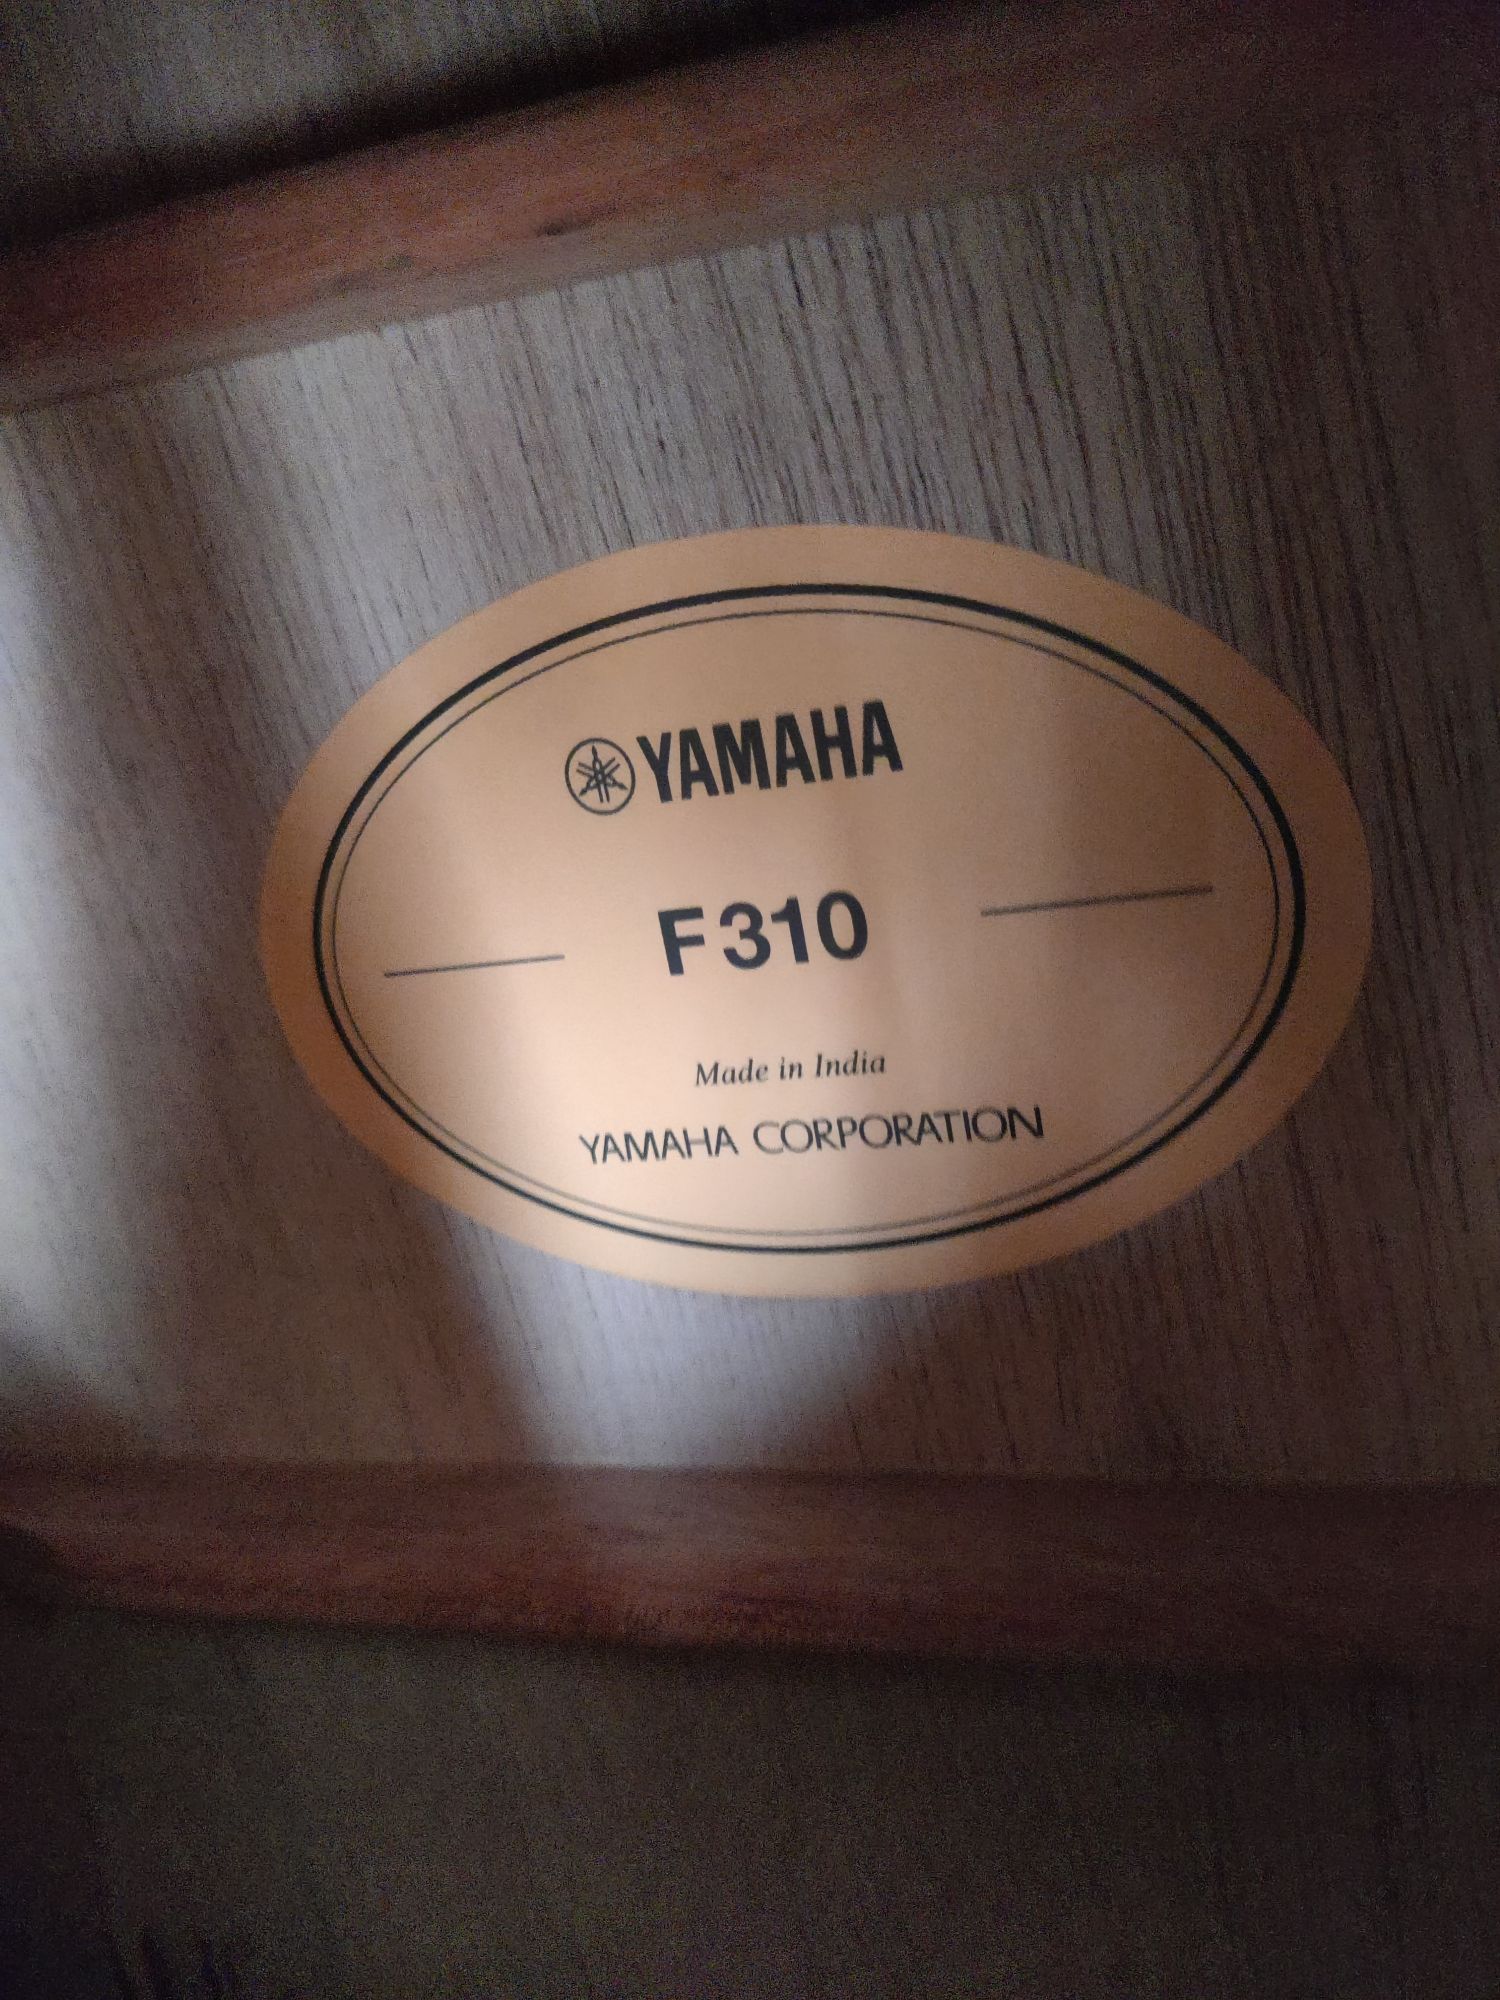 YAMAHA
F310
Made in India
YAMAHA CORPORATION